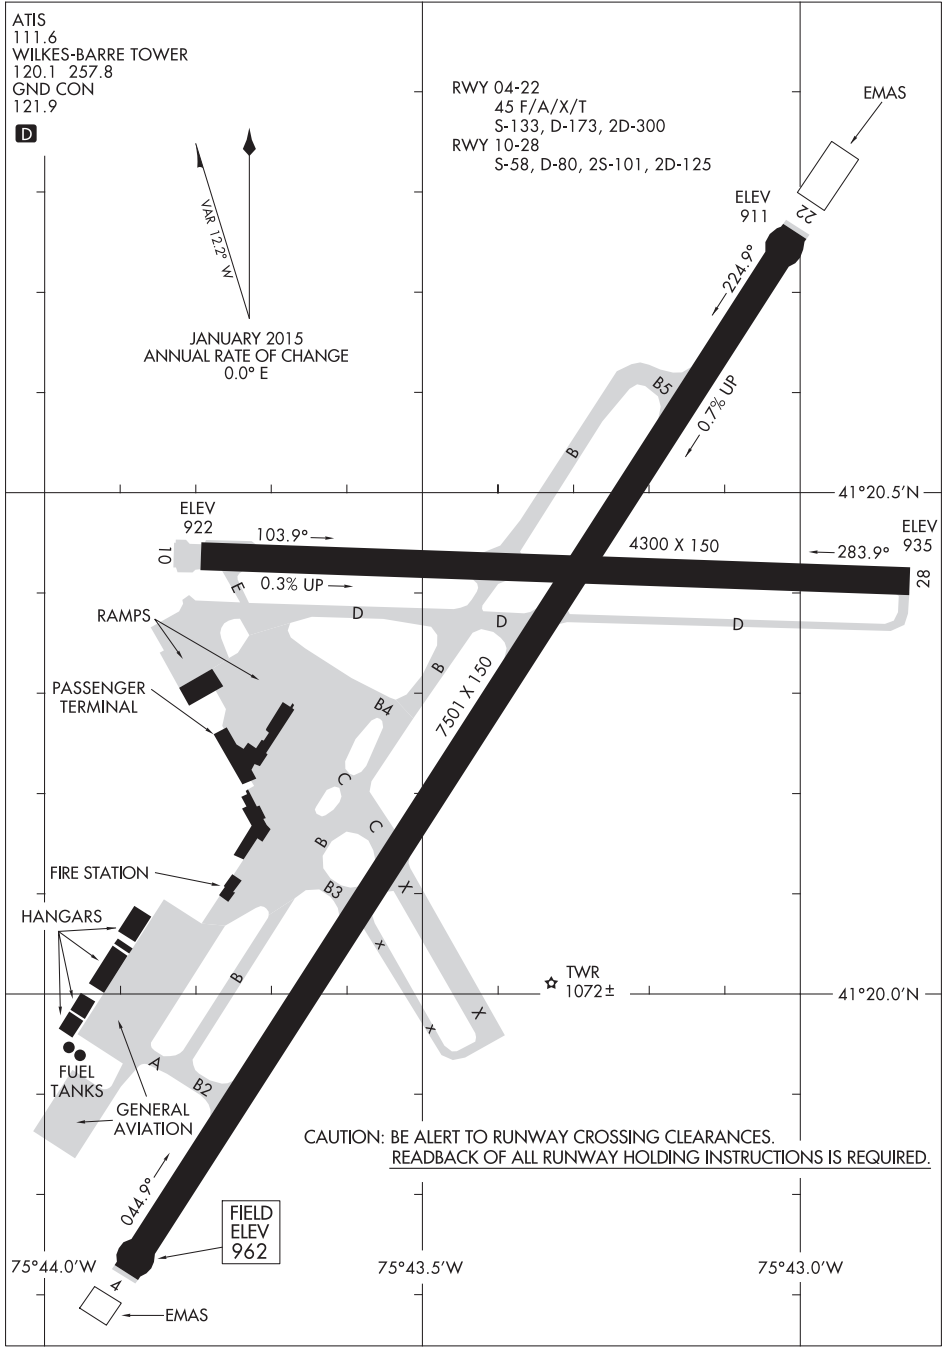 ATIS
111.6
WILKES-BARRE TOWER
120.1 257.8
GND CON
121.9
D
RWY 04-22
45 F/A/X/T
S-133, D-173, 2D-300
RWY 10-28
S-58, D-80, 2S-101, 2D-125
EMAS
VAR 12.2° W
JANUARY 2015
ANNUAL RATE OF CHANGE
0.0° E
ELEV
911
22
224.9°
0.7% UP
B5
B
41°20.5'N
ELEV
922
10
103.9°
0.3% UP
4300 X 150
283.9°
ELEV
935
28
E
D
D
D
RAMPS
PASSENGER
TERMINAL
B
B4
7501 X 150
C
C
B
B3
X
X
FIRE STATION
HANGARS
B
TWR
1072±
41°20.0'N
X
X
FUEL
TANKS
A
B2
GENERAL
AVIATION
CAUTION: BE ALERT TO RUNWAY CROSSING CLEARANCES.
READBACK OF ALL RUNWAY HOLDING INSTRUCTIONS IS REQUIRED.
044.9°
FIELD
ELEV
962
75°44.0'W
75°43.5'W
75°43.0'W
4
EMAS